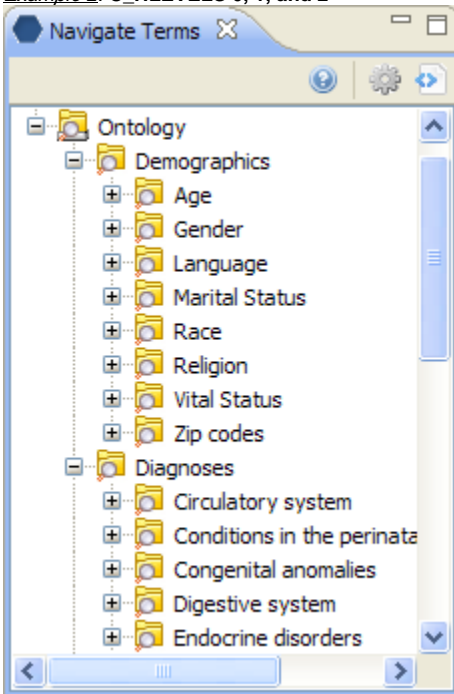 Navigate Terms
Ontology
Demographics
Age
Gender
Language
Marital Status
Race
Religion
Vital Status
Zip codes
Diagnoses
Circulatory system
Conditions in the perinata
Congenital anomalies
Digestive system
Endocrine disorders